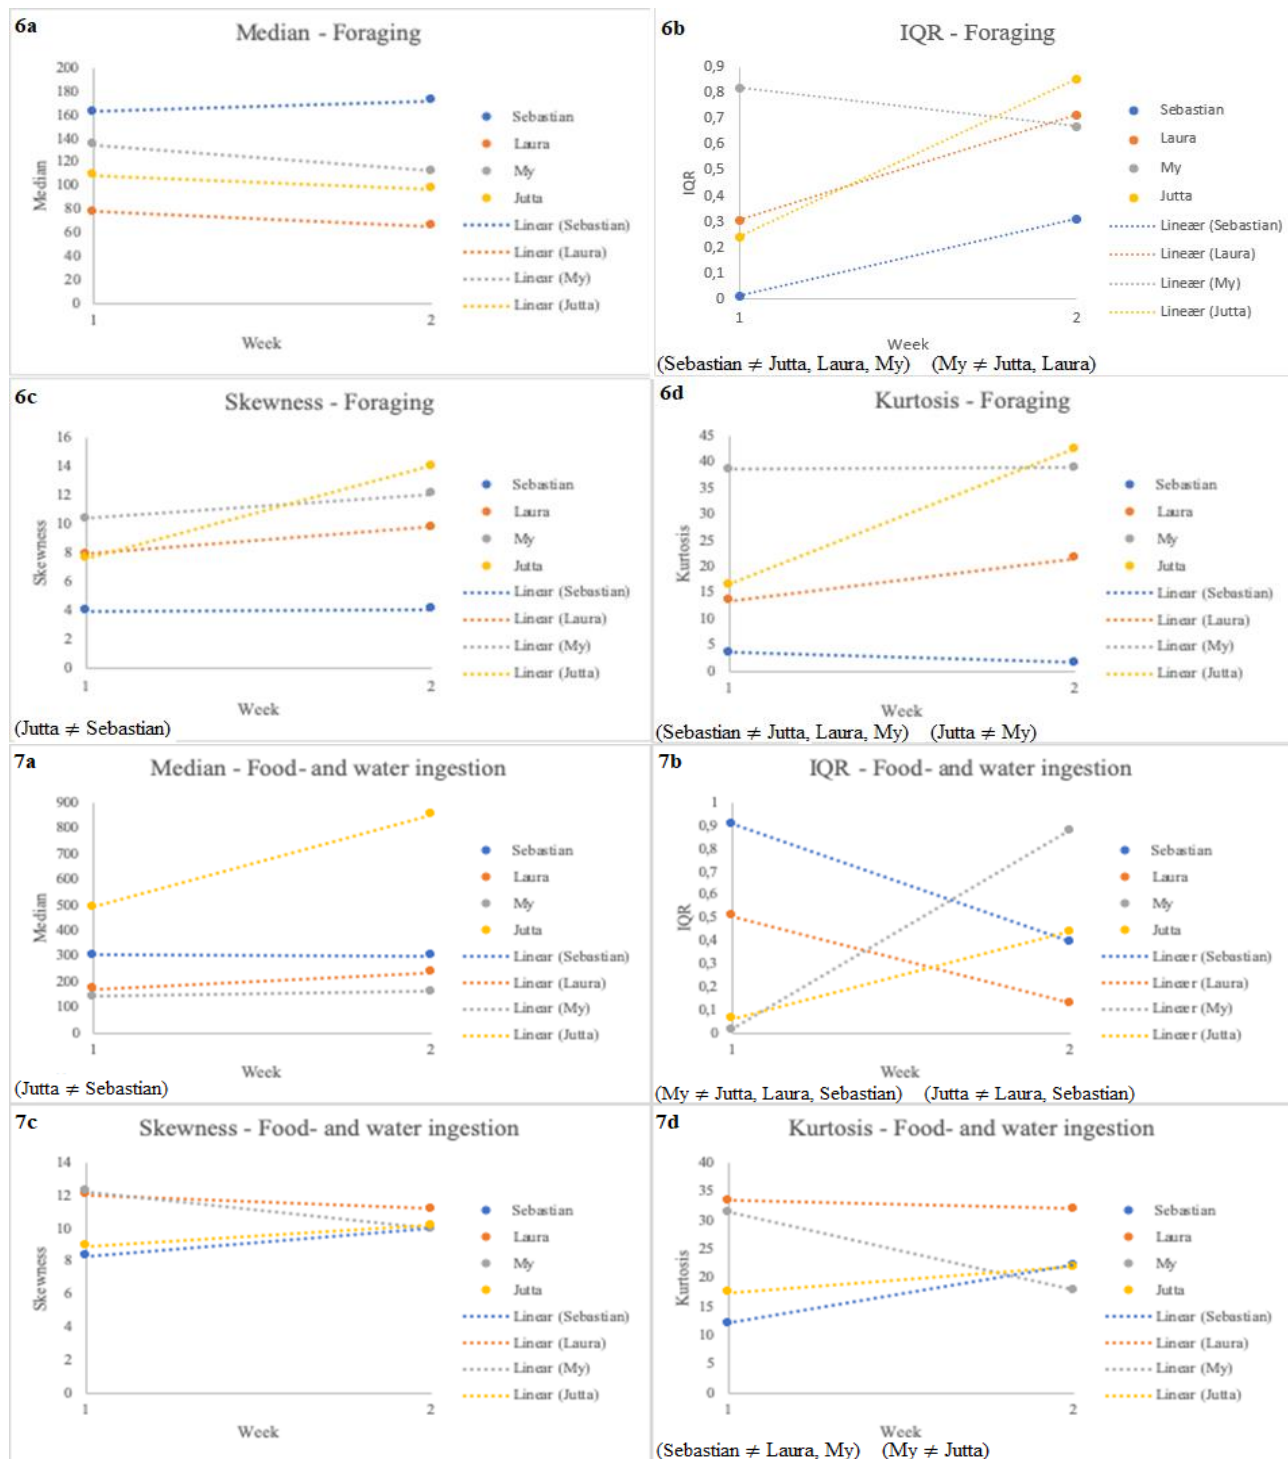 6a
Median - Foraging
200
180
160
140
120
100
80
60
40
20
0
Median
1
2
Week
Sebastian
Laura
My
Jutta
Linear (Sebastian)
Linear (Laura)
Linear (My)
Linear (Jutta)
6b
IQR - Foraging
0,9
0,8
0,7
0,6
0,5
0,4
0,3
0,2
0,1
0
IQR
1
2
Week
Sebastian
Laura
My
Jutta
Lineær (Sebastian)
Lineær (Laura)
Lineær (My)
Lineær (Jutta)
(Sebastian ≠ Jutta, Laura, My) (My ≠ Jutta, Laura)
6c
Skewness - Foraging
16
14
12
10
8
6
4
2
0
Skewness
1
2
Week
Sebastian
Laura
My
Jutta
Linear (Sebastian)
Linear (Laura)
Linear (My)
Linear (Jutta)
(Jutta ≠ Sebastian)
6d
Kurtosis - Foraging
45
40
35
30
25
20
15
10
5
0
Kurtosis
1
2
Week
Sebastian
Laura
My
Jutta
Linear (Sebastian)
Linear (Laura)
Linear (My)
Linear (Jutta)
(Sebastian ≠ Jutta, Laura, My) (Jutta ≠ My)
7a
Median - Food- and water ingestion
900
800
700
600
500
400
300
200
100
0
Median
1
2
Week
Sebastian
Laura
My
Jutta
Linear (Sebastian)
Linear (Laura)
Linear (My)
Linear (Jutta)
(Jutta ≠ Sebastian)
7b
IQR - Food- and water ingestion
1
0,9
0,8
0,7
0,6
0,5
0,4
0,3
0,2
0,1
0
IQR
1
2
Week
Sebastian
Laura
My
Jutta
Lineær (Sebastian)
Lineær (Laura)
Lineær (My)
Lineær (Jutta)
(My ≠ Jutta, Laura, Sebastian) (Jutta ≠ Laura, Sebastian)
7c
Skewness - Food- and water ingestion
14
12
10
8
6
4
2
0
Skewness
1
2
Week
Sebastian
Laura
My
Jutta
Linear (Sebastian)
Linear (Laura)
Linear (My)
Linear (Jutta)
7d
Kurtosis - Food- and water ingestion
40
35
30
25
20
15
10
5
0
Kurtosis
1
2
Week
Sebastian
Laura
My
Jutta
Linear (Sebastian)
Linear (Laura)
Linear (My)
Linear (Jutta)
(Sebastian ≠ Laura, My) (My ≠ Jutta)